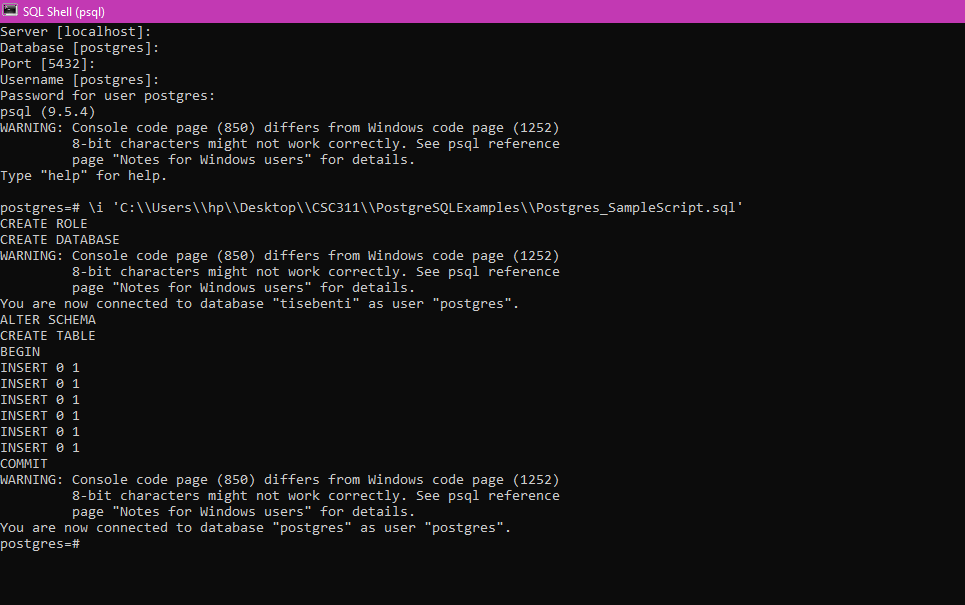 SQL Shell (psql)
Server [localhost]:
Database [postgres]:
Port [5432]:
Username [postgres]:
Password for user postgres:
psql (9.5.4)
WARNING: Console code page (850) differs from Windows code page (1252)
         8-bit characters might not work correctly. See psql reference
         page "Notes for Windows users" for details.
Type "help" for help.

postgres=# \i 'C:\\Users\\hp\\Desktop\\CSC311\\PostgreSQLExamples\\Postgres_SampleScript.sql'
CREATE ROLE
CREATE DATABASE
WARNING: Console code page (850) differs from Windows code page (1252)
         8-bit characters might not work correctly. See psql reference
         page "Notes for Windows users" for details.
You are now connected to database "tisebenti" as user "postgres".
ALTER SCHEMA
CREATE TABLE
BEGIN
INSERT 0 1
INSERT 0 1
INSERT 0 1
INSERT 0 1
INSERT 0 1
INSERT 0 1
COMMIT
WARNING: Console code page (850) differs from Windows code page (1252)
         8-bit characters might not work correctly. See psql reference
         page "Notes for Windows users" for details.
You are now connected to database "postgres" as user "postgres".
postgres=#